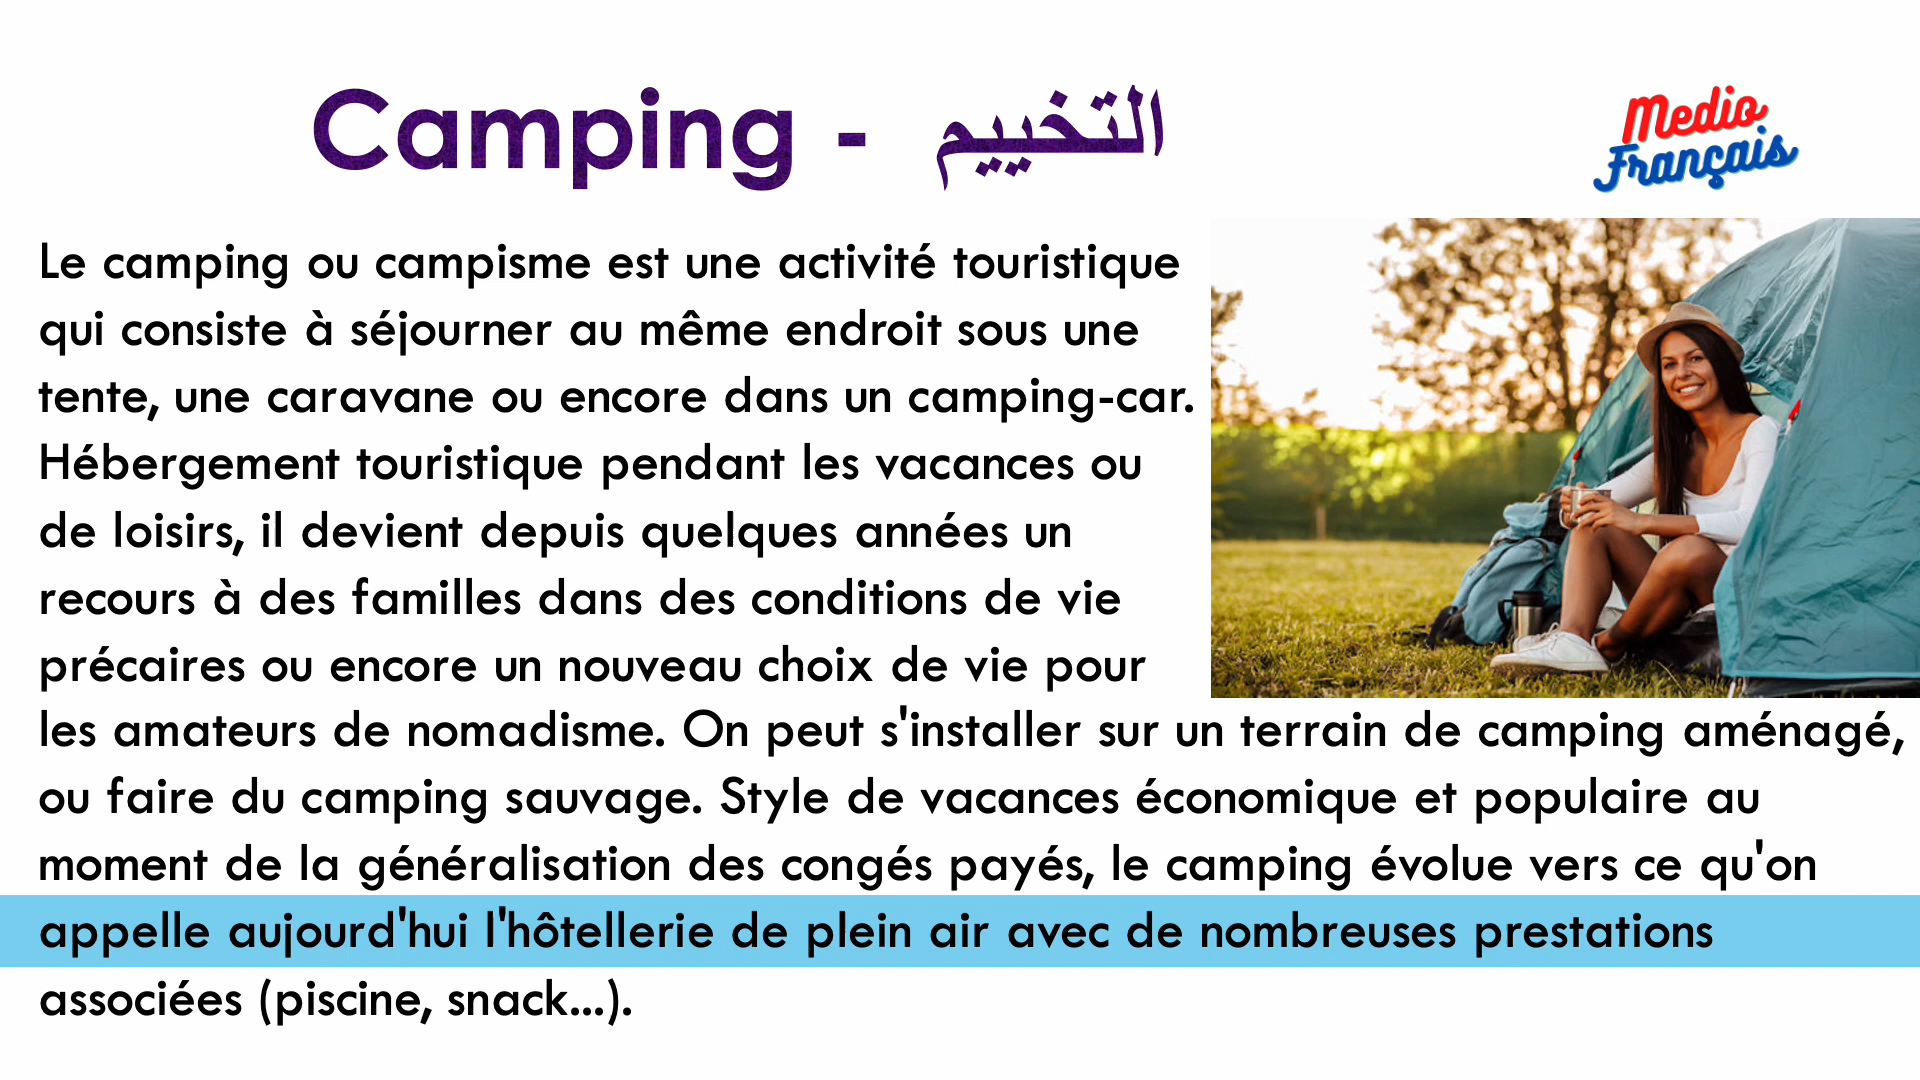 Camping - التخييم
Medio
Français
Le camping ou campisme est une activité touristique
qui consiste à séjourner au même endroit sous une
tente, une caravane ou encore dans un camping-car.
Hébergement touristique pendant les vacances ou
de loisirs, il devient depuis quelques années un
recours à des familles dans des conditions de vie
précaires ou encore un nouveau choix de vie pour
les amateurs de nomadisme. On peut s'installer sur un terrain de camping aménagé,
ou faire du camping sauvage. Style de vacances économique et populaire au
moment de la généralisation des congés payés, le camping évolue vers ce qu'on
appelle aujourd'hui l'hôtellerie de plein air avec de nombreuses prestations
associées (piscine, snack...).